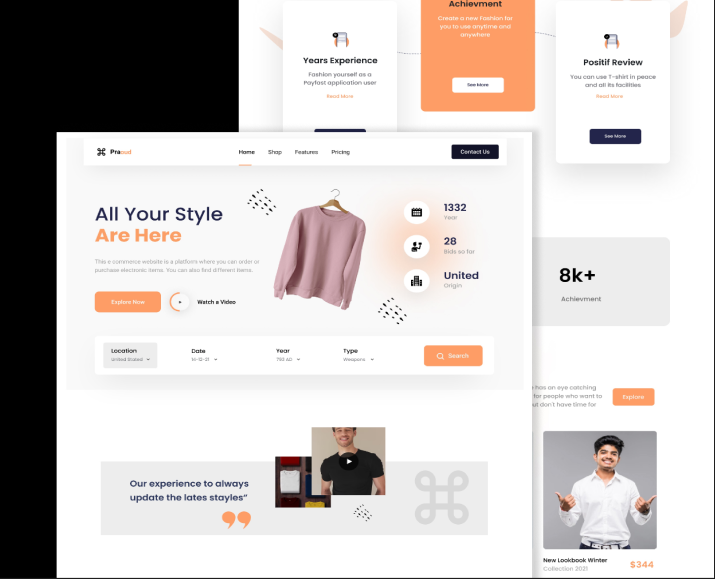 Achievment
Create a new Fashion for
you to use anytime and
anywhere
See More
Years Experience
Fashion yourself as a
Payfast application user
Read More
Positif Review
You can use T-shirt in peace
and all its facilities
Read More
See More
Praoud
Home
Shop
Features
Pricing
Contact Us
All Your Style
Are Here
This e commerce website is a platform where you can order or
purchase electronic items. You can also find different items.
Explore Now
Watch a Video
1332
Year
28
Bids so far
United
Origin
Location
United Stated
Date
14-12-21
Year
793 AD
Type
Weapons
Search
8k+
Achievment
has an eye catching
for people who want to
but don't have time for
Explore
Our experience to always
update the lates stayles”
New Lookbook Winter
Collection 2021
$344